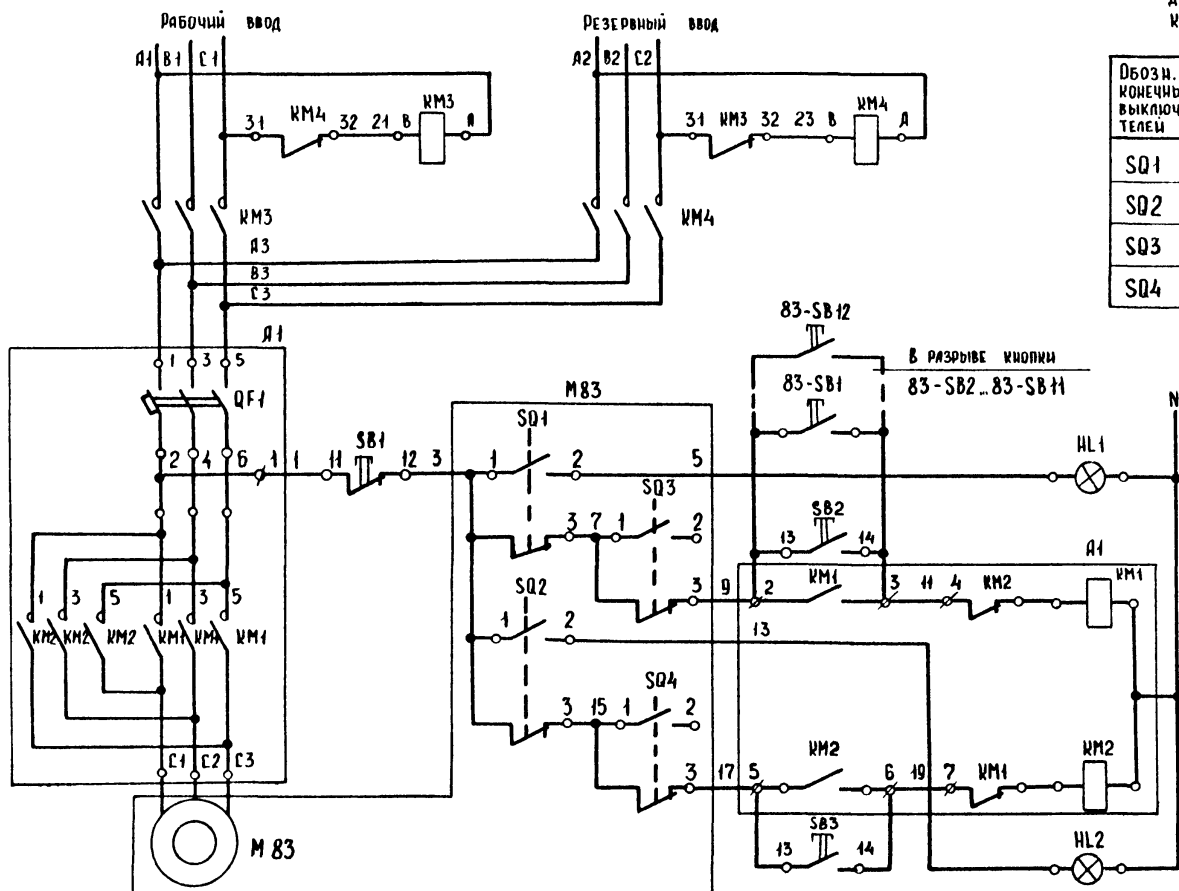 РАБОЧИЙ ВВОД
РЕЗЕРВНЫЙ ВВОД
А1 В1 С1
А2 В2 С2
31 КМ4 32 21 В КМ3 А
31 КМ3 32 23 В КМ4 А
КМ3
КМ4
А3
В3
С3
ОБОЗН.
КОНЕЧНЫ
ВЫКЛЮЧ
ТЕЛЕЙ
SQ1
SQ2
SQ3
SQ4
А1
1 3 5
QF1
2 4 6 1 1 11 SB1 12 3
М83
SQ1
1 2 5
HL1
N
83-SB12
В РАЗРЫВЕ КНОПКИ
83-SB2...83-SB11
83-SB1
SQ3
3 7 1 2
SB2
13 14
А1
3 9 2 КМ1 3 11 4 КМ2 КМ1
SQ2
1 2 13
1 3 5 1 3 5
КМ2 КМ2 КМ2 КМ1 КМ1 КМ1
SQ4
3 15 1 2
3 17 5 КМ2 6 19 7 КМ1 КМ2
SB3
13 14
HL2
С1 С2 С3
М 83